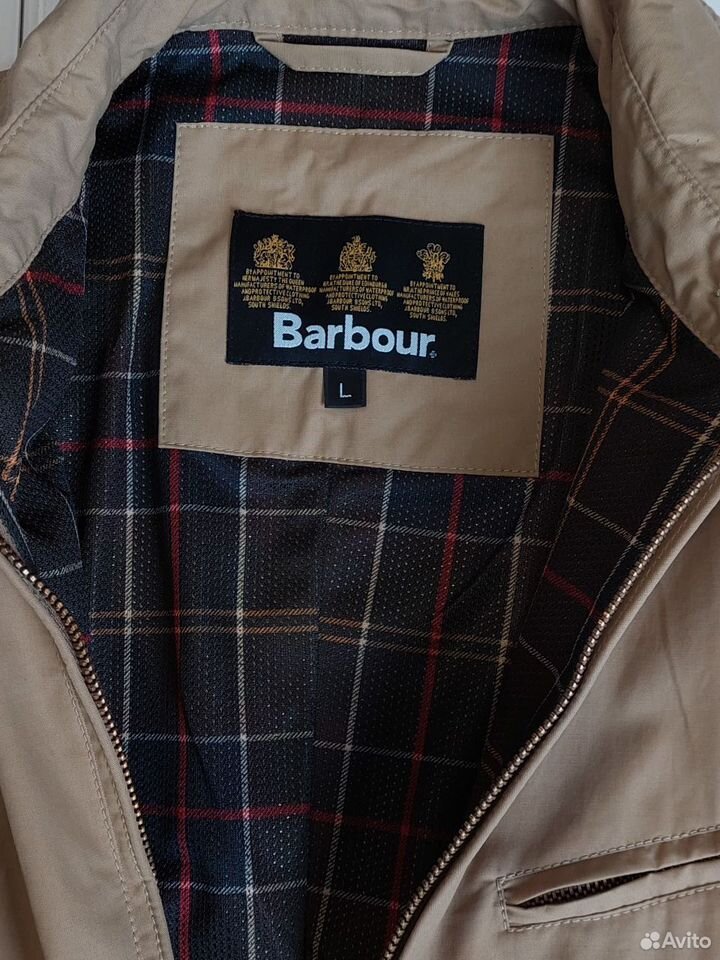 BY APPOINTMENT TO
HER MAJESTY THE QUEEN
MANUFACTURERS OF WATERPROOF
AND PROTECTIVE CLOTHING
J.BARBOUR & SONS LTD,
SOUTH SHIELDS.
BY APPOINTMENT TO
H.R.H. THE DUKE OF EDINBURGH
MANUFACTURERS OF WATERPROOF
AND PROTECTIVE CLOTHING
J.BARBOUR & SONS LTD,
SOUTH SHIELDS.
BY APPOINTMENT TO
H.R.H. THE PRINCE OF WALES
MANUFACTURERS OF WATERPROOF
AND PROTECTIVE CLOTHING
J.BARBOUR & SONS LTD,
SOUTH SHIELDS.
Barbour
L
Avito